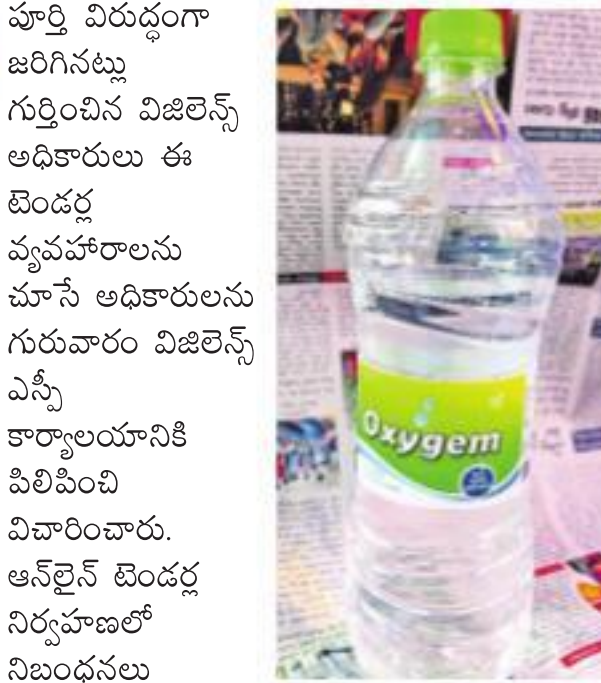 పూర్తి విరుద్ధంగా
జరిగినట్లు
గుర్తించిన విజిలెన్స్
అధికారులు ఈ
టెండర్ల
వ్యవహారాలను
చూసే అధికారులను
గురువారం విజిలెన్స్
ఎస్పీ
కార్యాలయానికి
పిలిపించి
విచారించారు.
ఆన్‌లైన్ టెండర్ల
నిర్వహణలో
నిబంధనలు
Oxygem